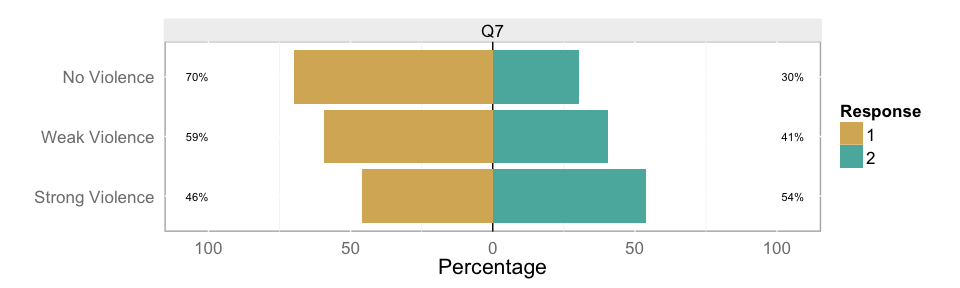 Q7
No Violence 70% 30%
Weak Violence 59% 41%
Strong Violence 46% 54%
100 50 0 50 100
Percentage
Response
1
2